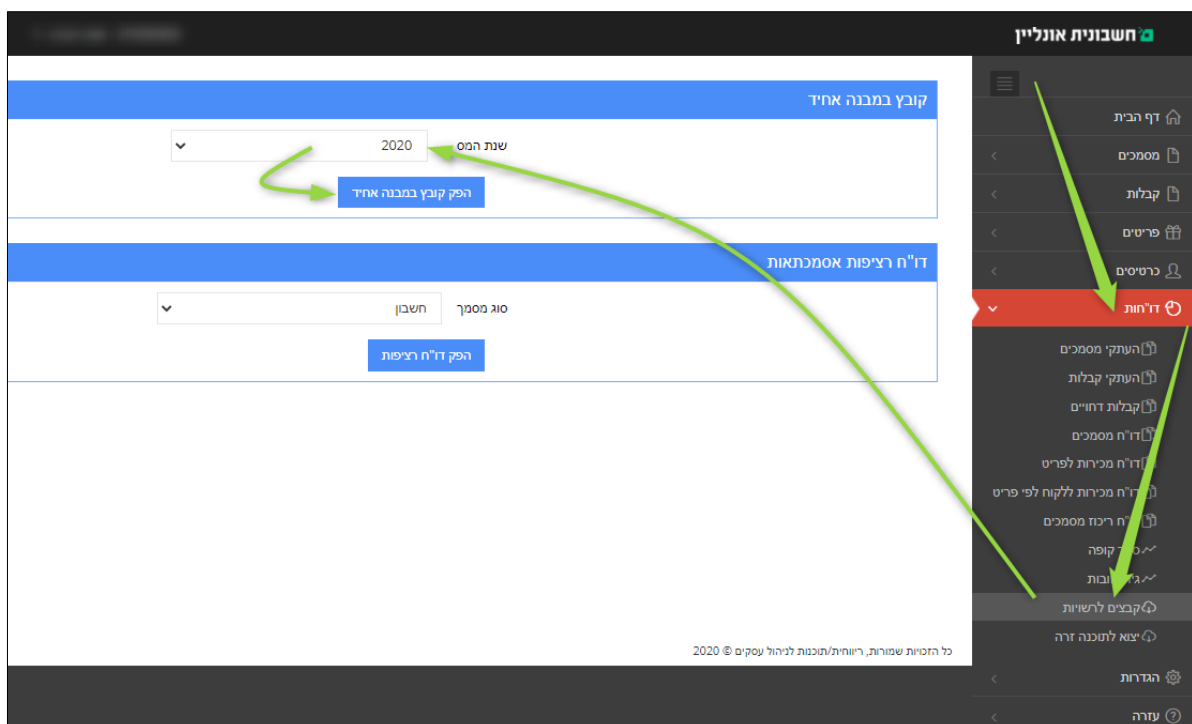 חשבונית אונליין
דף הבית
מסמכים
קבלות
פריטים
כרטיסים
דו"חות
העתקי מסמכים
העתקי קבלות
קבלות דחויים
דו"ח מסמכים
דו"ח מכירות לפריט
דו"ח מכירות ללקוח לפי פריט
דו"ח ריכוז מסמכים
קופה
קבצים לרשויות
יצוא לתוכנה זרה
הגדרות
עזרה
קובץ במבנה אחיד
שנת המס 2020
הפק קובץ במבנה אחיד
דו"ח רציפות אסמכתאות
סוג מסמך חשבון
הפק דו"ח רציפות
כל הזכויות שמורות, ריווחית/תוכנות לניהול עסקים © 2020